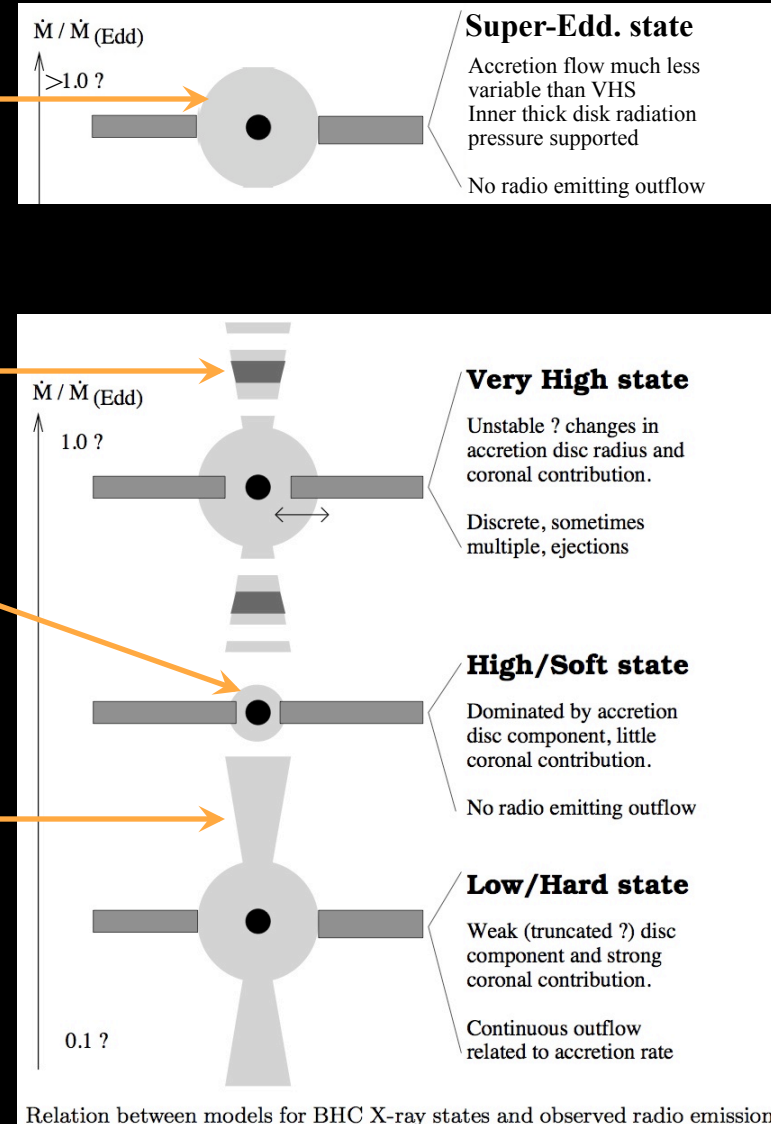 Ṁ / Ṁ (Edd)
>1.0 ?
Super-Edd. state
Accretion flow much less
variable than VHS
Inner thick disk radiation
pressure supported
No radio emitting outflow
Ṁ / Ṁ (Edd)
1.0 ?
Very High state
Unstable ? changes in
accretion disc radius and
coronal contribution.
Discrete, sometimes
multiple, ejections
High/Soft state
Dominated by accretion
disc component, little
coronal contribution.
No radio emitting outflow
Low/Hard state
Weak (truncated ?) disc
component and strong
coronal contribution.
Continuous outflow
related to accretion rate
0.1 ?
Relation between models for BHC X-ray states and observed radio emission